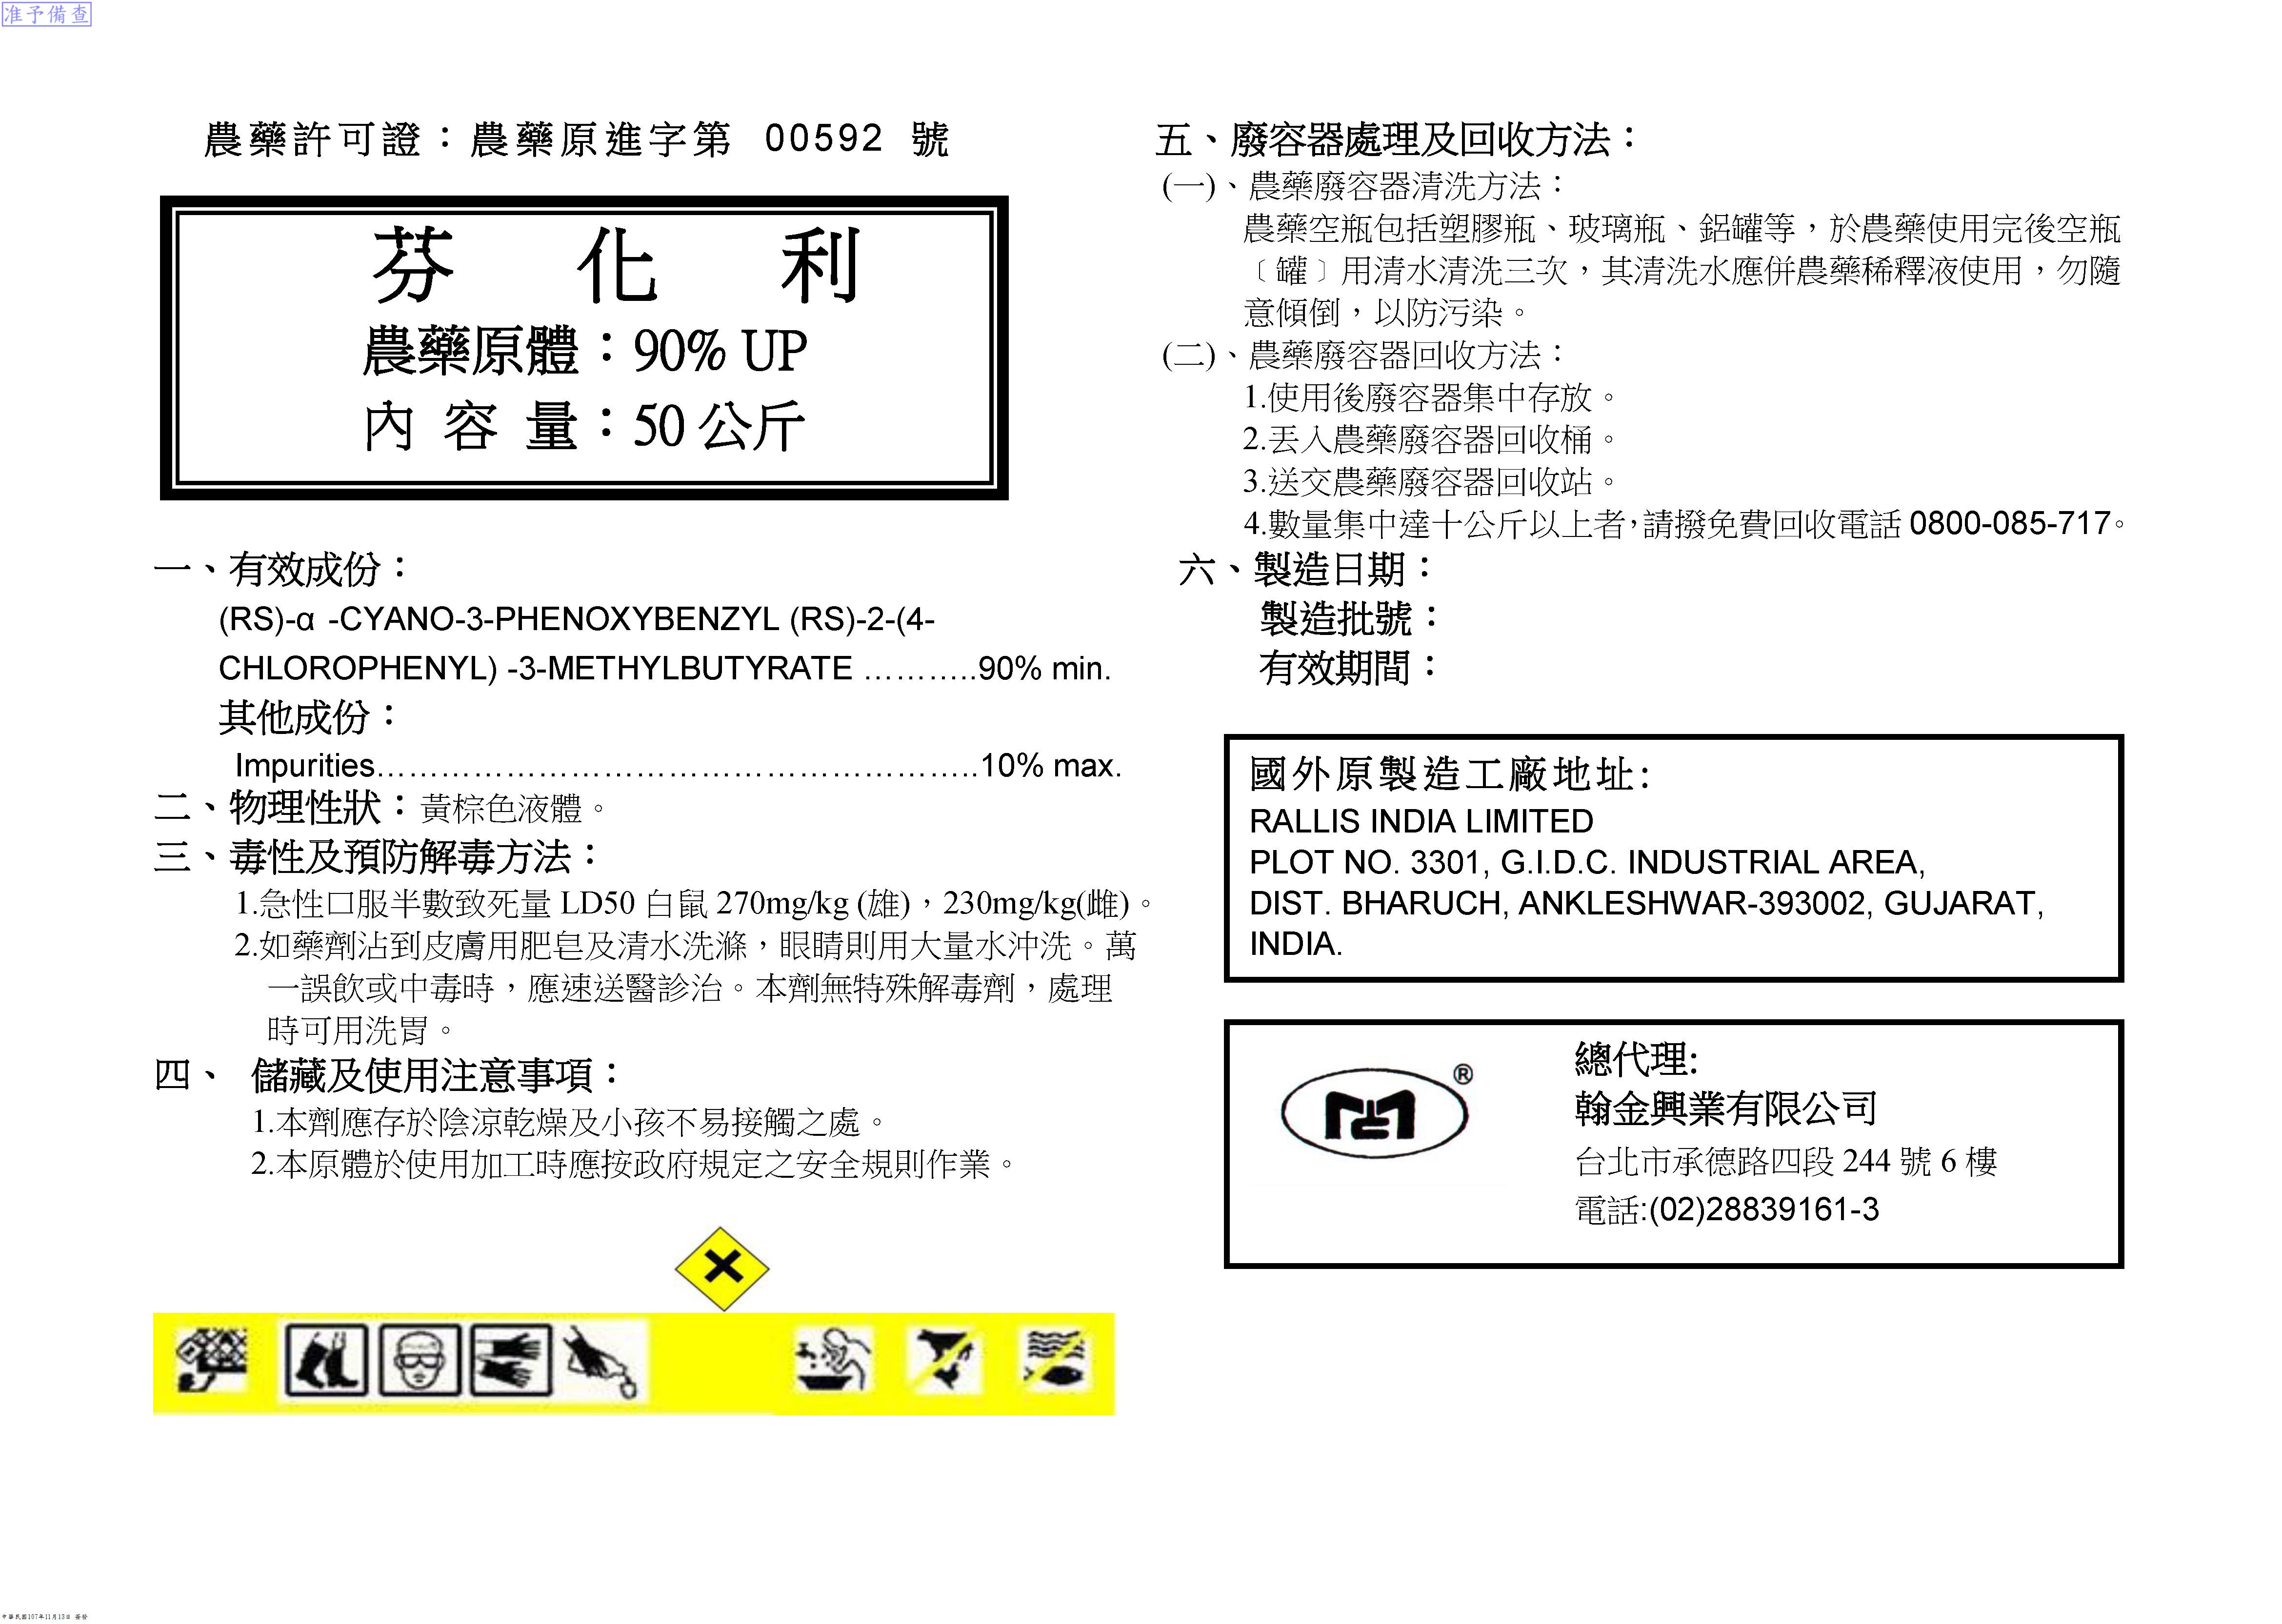 准予備查
農藥許可證：農藥原進字第 00592 號
芬 化 利
農藥原體：90% UP
內 容 量：50 公斤
一、有效成份：
(RS)-α -CYANO-3-PHENOXYBENZYL (RS)-2-(4-
CHLOROPHENYL) -3-METHYLBUTYRATE ………..90% min.
其他成份：
Impurities………………………………………………..10% max.
二、物理性狀：黃棕色液體。
三、毒性及預防解毒方法：
1.急性口服半數致死量 LD50 白鼠 270mg/kg (雄)，230mg/kg(雌)。
2.如藥劑沾到皮膚用肥皂及清水洗滌，眼睛則用大量水沖洗。萬
一誤飲或中毒時，應速送醫診治。本劑無特殊解毒劑，處理
時可用洗胃。
四、 儲藏及使用注意事項：
1.本劑應存於陰涼乾燥及小孩不易接觸之處。
2.本原體於使用加工時應按政府規定之安全規則作業。
五、廢容器處理及回收方法：
(一)、農藥廢容器清洗方法：
農藥空瓶包括塑膠瓶、玻璃瓶、鋁罐等，於農藥使用完後空瓶
﹝罐﹞用清水清洗三次，其清洗水應併農藥稀釋液使用，勿隨
意傾倒，以防污染。
(二)、農藥廢容器回收方法：
1.使用後廢容器集中存放。
2.丟入農藥廢容器回收桶。
3.送交農藥廢容器回收站。
4.數量集中達十公斤以上者,請撥免費回收電話 0800-085-717。
六、製造日期：
製造批號：
有效期間：
國外原製造工廠地址:
RALLIS INDIA LIMITED
PLOT NO. 3301, G.I.D.C. INDUSTRIAL AREA,
DIST. BHARUCH, ANKLESHWAR-393002, GUJARAT,
INDIA.
®
總代理:
翰金興業有限公司
台北市承德路四段 244 號 6 樓
電話:(02)28839161-3
中華民國107年11月13日